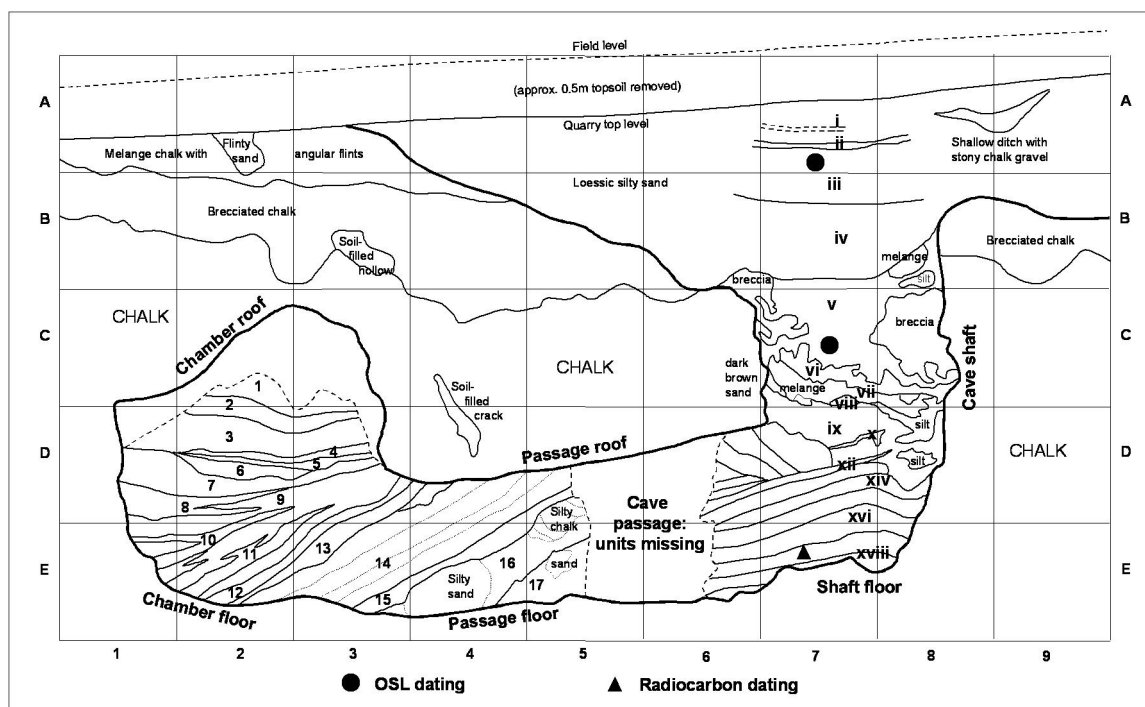 Field level
A
(approx. 0.5m topsoil removed)
A
i
Quarry top level
ii
Flinty
sand
Shallow ditch with
stony chalk gravel
Melange chalk with
angular flints
Loessic silty sand
iii
B
Brecciated chalk
iv
B
Soil-
filled
hollow
melange
Brecciated chalk
breccia
silt
v
CHALK
Chamber roof
breccia
C
CHALK
C
dark
brown
sand
vi
Cave shaft
1
melange
vii
2
Soil-
filled
crack
viii
3
ix
x
silt
CHALK
D
4
Passage roof
D
5
6
xii
silt
7
xiv
9
Cave
passage:
units missing
8
Silty
chalk
xvi
10
11
13
14
16
sand
xviii
E
Silty
sand
17
E
12
15
Shaft floor
Chamber floor
Passage floor
1 2 3 4 5 6 7 8 9
OSL dating
Radiocarbon dating